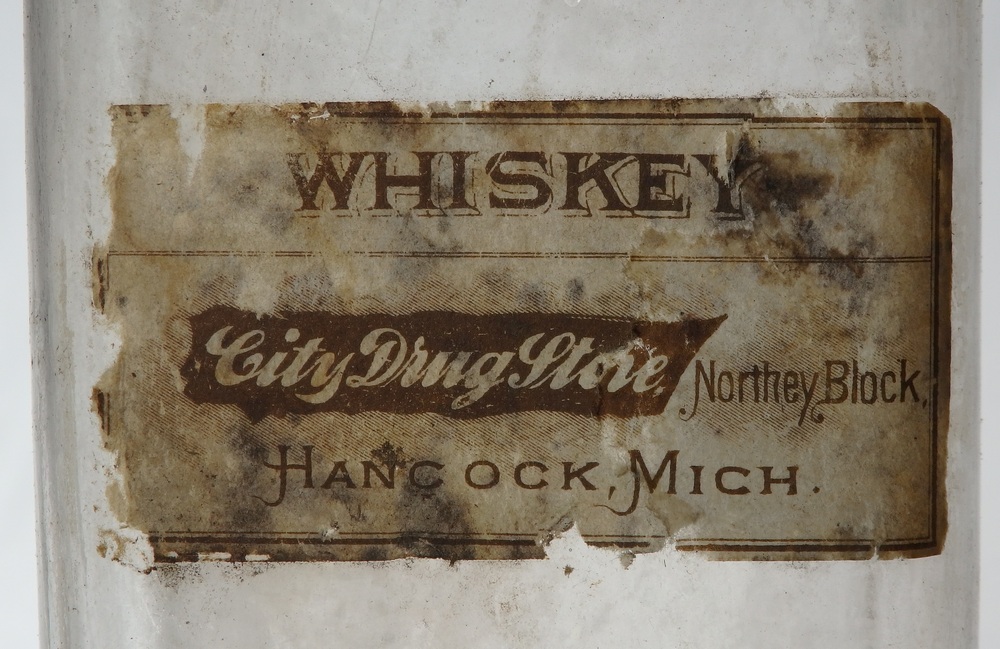 WHISKEY
City Drug Store, Northey Block,
HANCOCK, MICH.